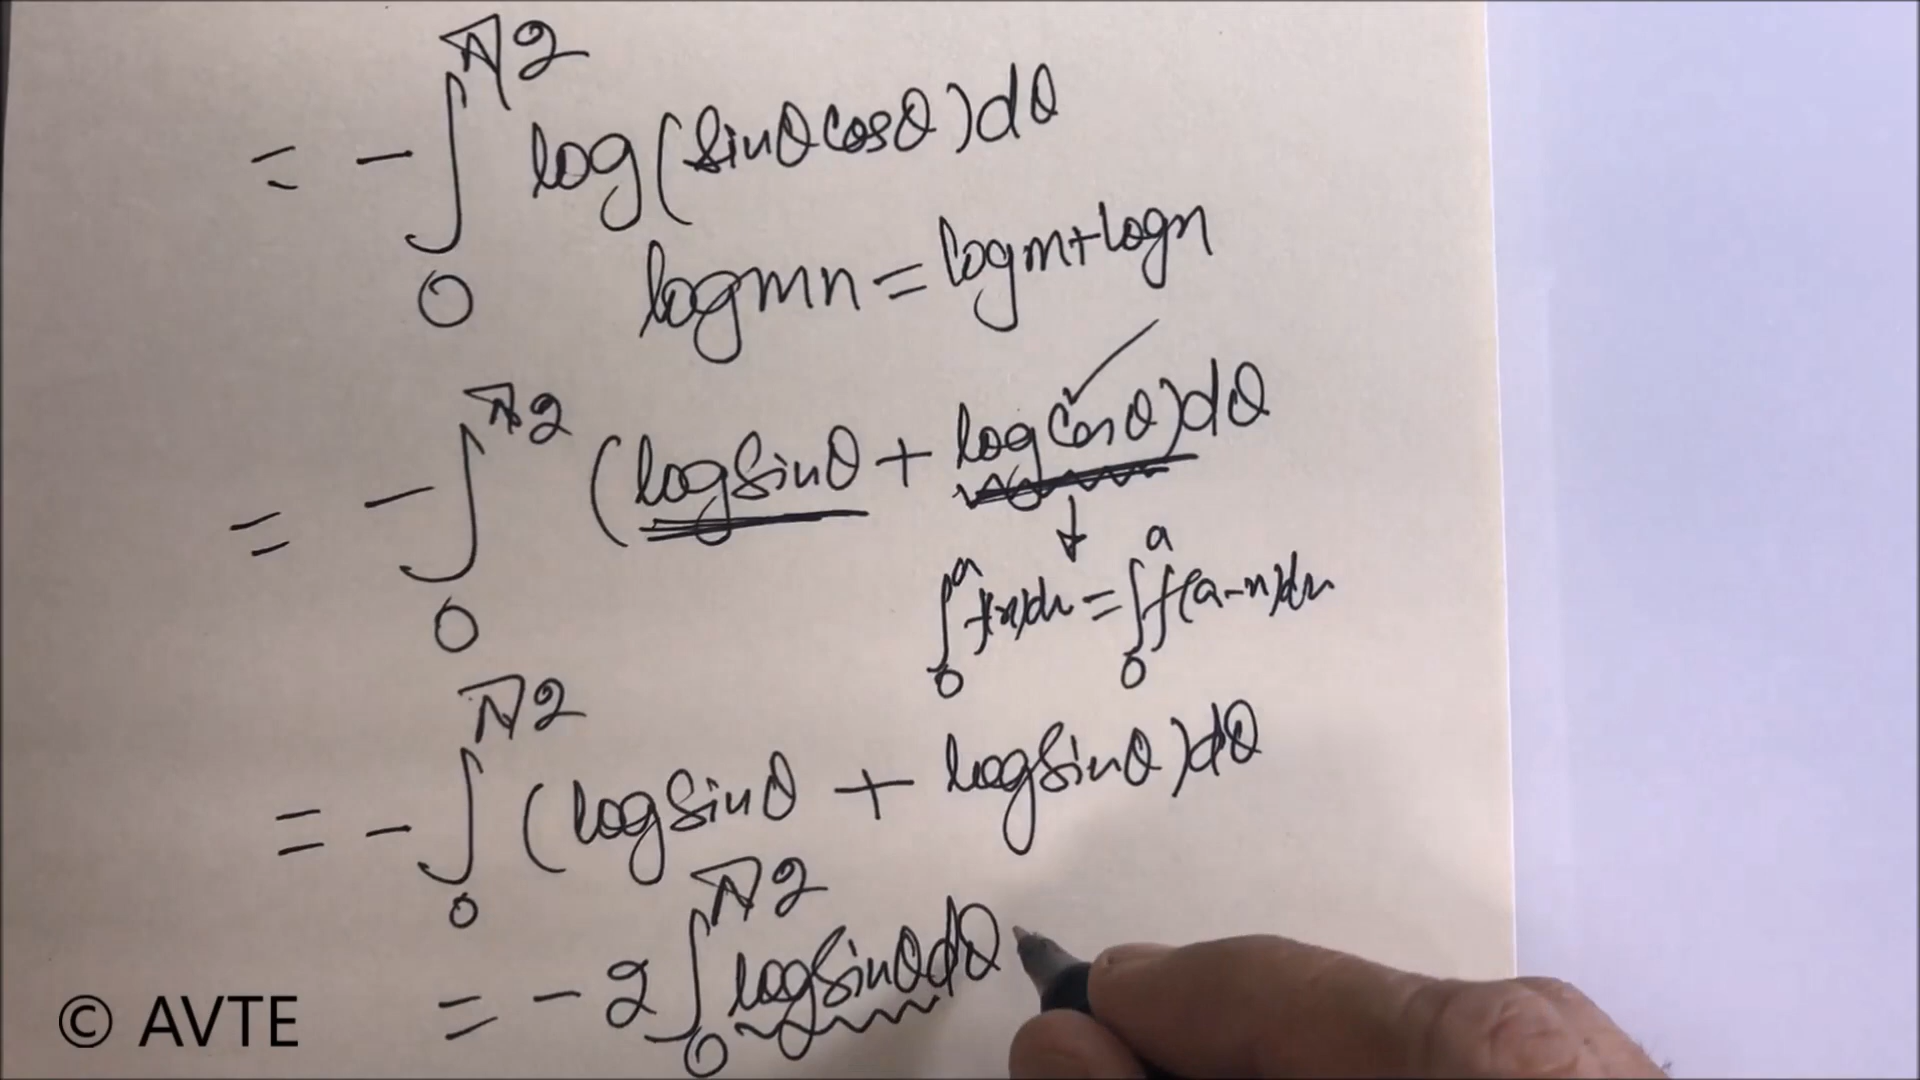 = - ∫₀^{π/2} log(sinθ cosθ)dθ
log mn = log m + log n
= - ∫₀^{π/2} (log sinθ + log cosθ)dθ
∫₀^a f(x)dx = ∫₀^a f(a-x)dx
= - ∫₀^{π/2} (log sinθ + log sinθ)dθ
= - 2 ∫₀^{π/2} log sinθ dθ
© AVTE